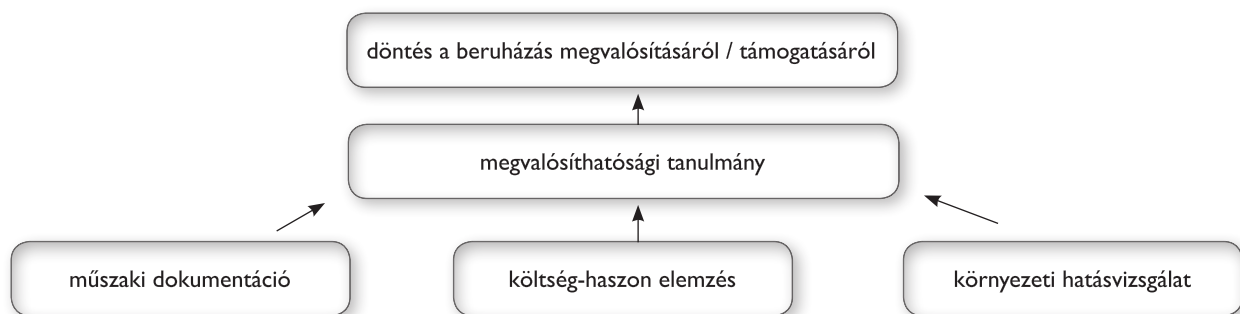 döntés a beruházás megvalósításáról / támogatásáról
megvalósíthatósági tanulmány
műszaki dokumentáció
költség-haszon elemzés
környezeti hatásvizsgálat